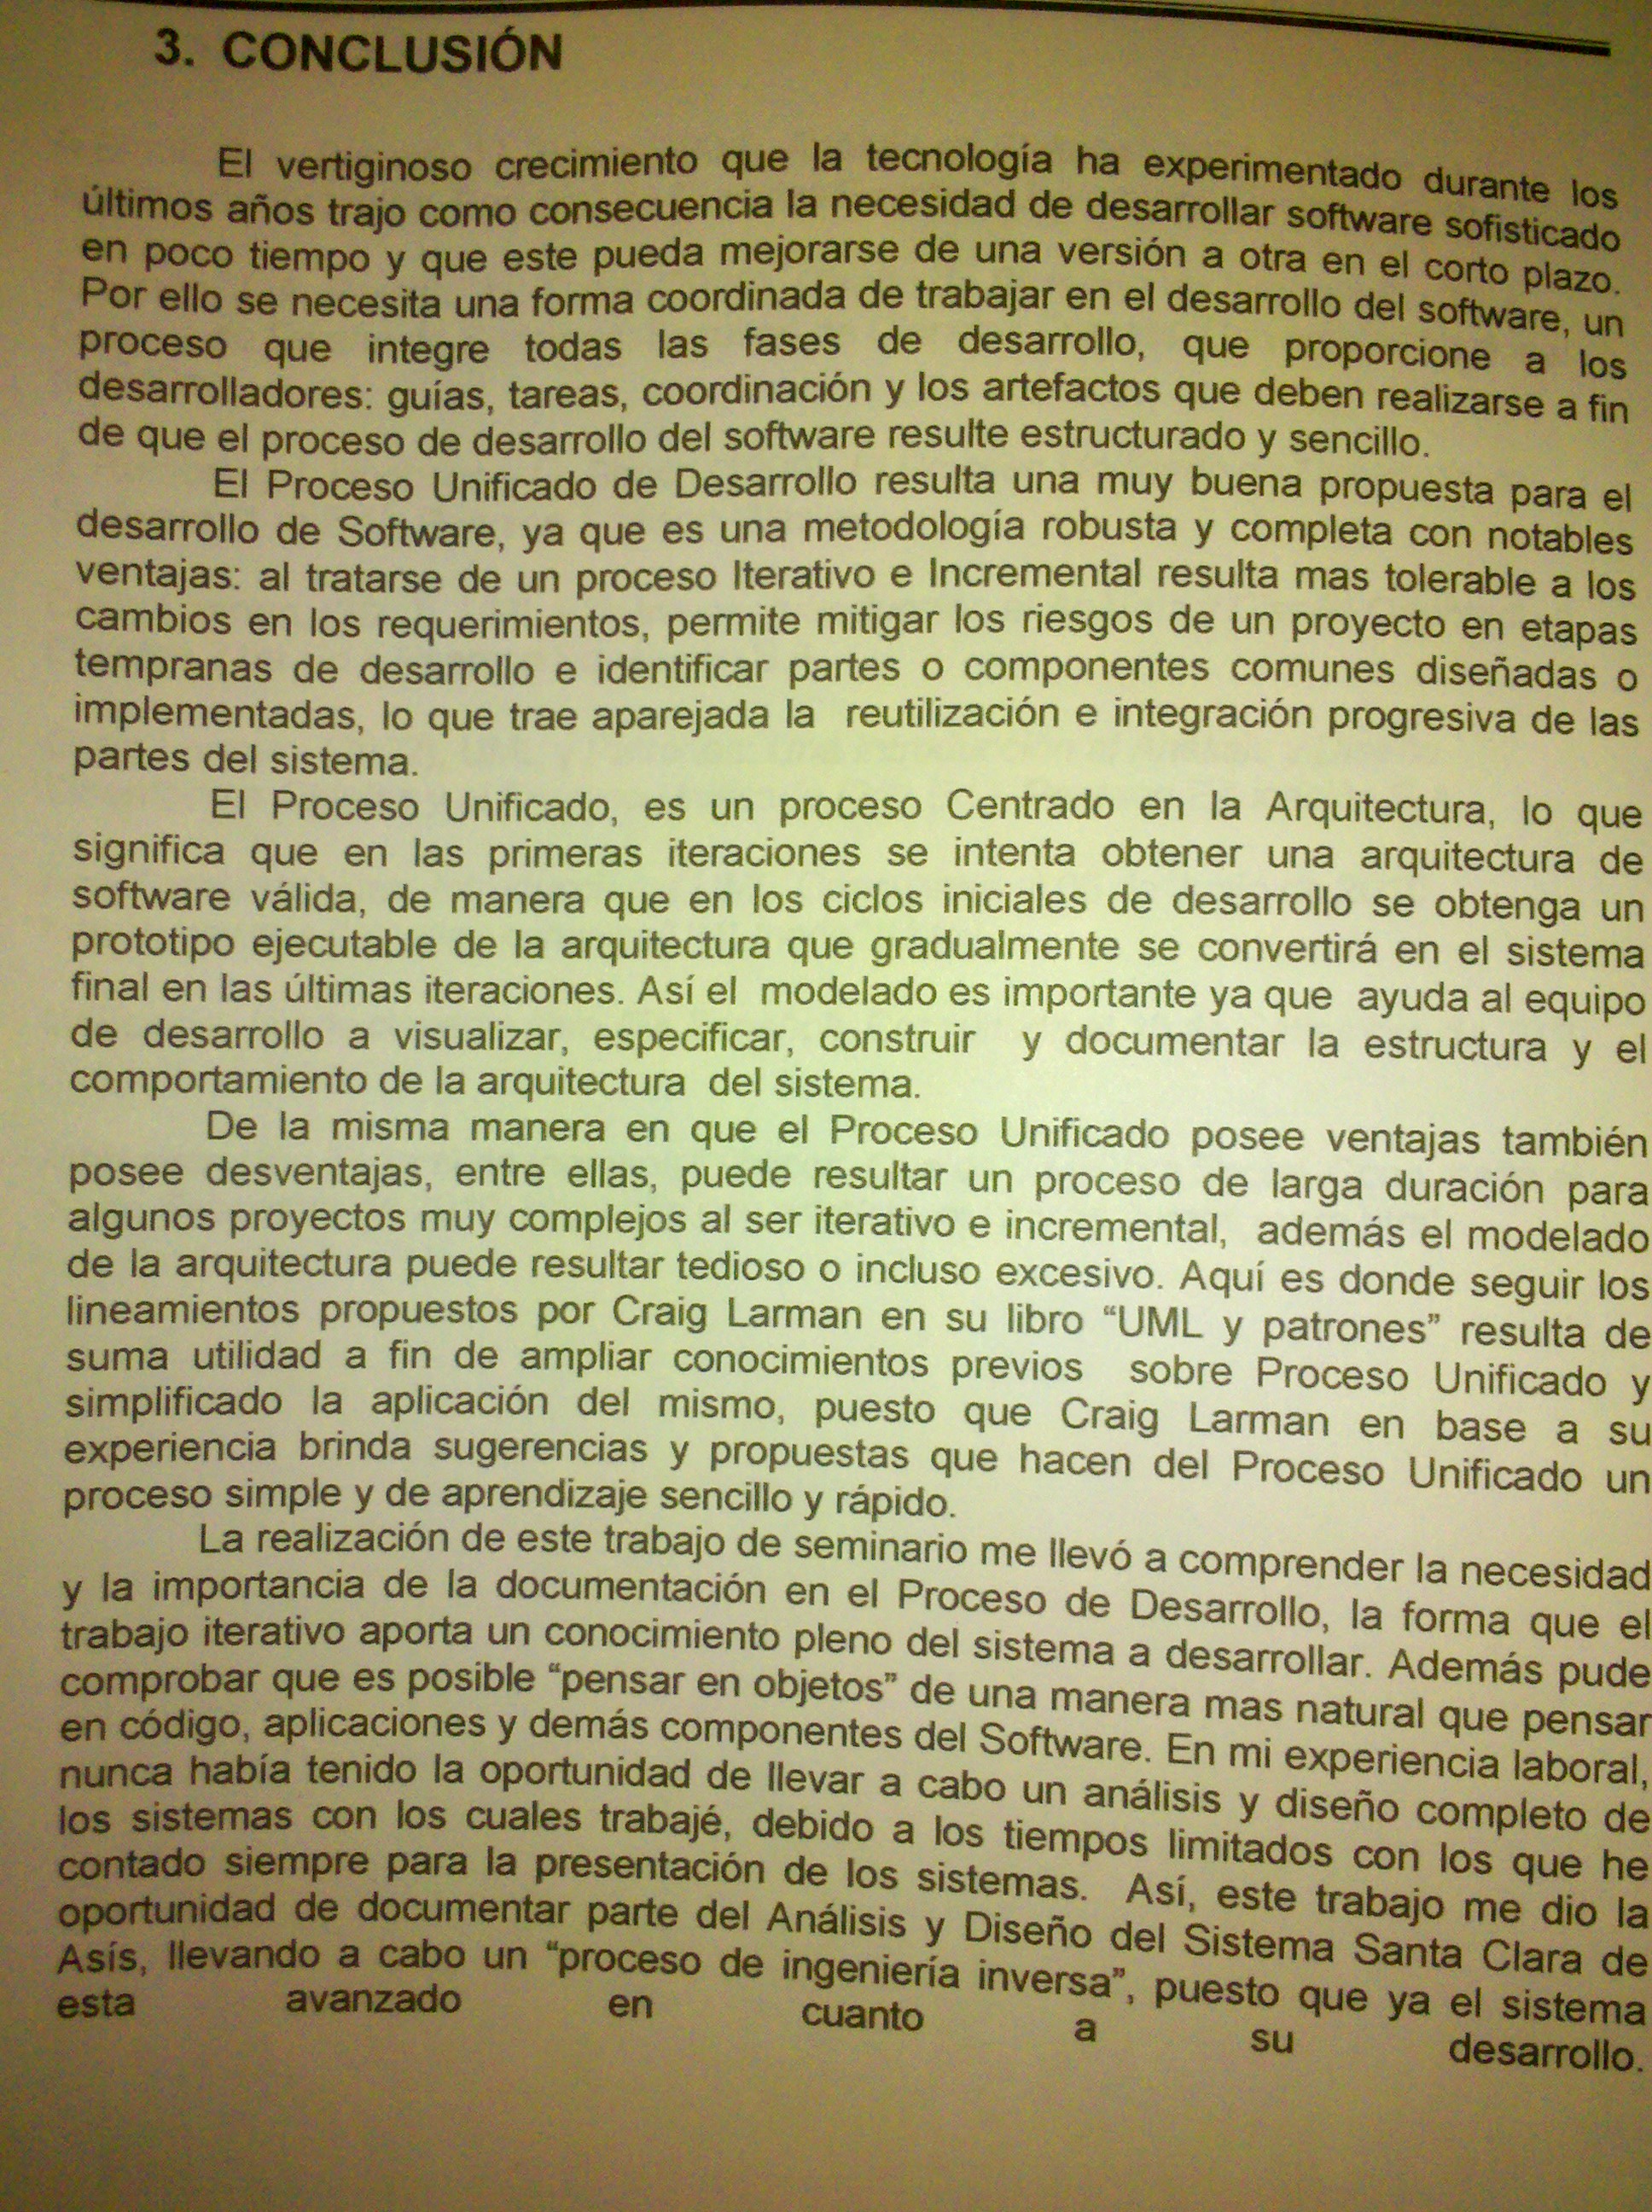 3. CONCLUSIÓN
El vertiginoso crecimiento que la tecnología ha experimentado durante los
últimos años trajo como consecuencia la necesidad de desarrollar software sofisticado
en poco tiempo y que este pueda mejorarse de una versión a otra en el corto plazo.
Por ello se necesita una forma coordinada de trabajar en el desarrollo del software, un
proceso que integre todas las fases de desarrollo, que proporcione a los
desarrolladores: guías, tareas, coordinación y los artefactos que deben realizarse a fin
de que el proceso de desarrollo del software resulte estructurado y sencillo.
El Proceso Unificado de Desarrollo resulta una muy buena propuesta para el
desarrollo de Software, ya que es una metodología robusta y completa con notables
ventajas: al tratarse de un proceso Iterativo e Incremental resulta mas tolerable a los
cambios en los requerimientos, permite mitigar los riesgos de un proyecto en etapas
tempranas de desarrollo e identificar partes o componentes comunes diseñadas o
implementadas, lo que trae aparejada la reutilización e integración progresiva de las
partes del sistema.
El Proceso Unificado, es un proceso Centrado en la Arquitectura, lo que
significa que en las primeras iteraciones se intenta obtener una arquitectura de
software válida, de manera que en los ciclos iniciales de desarrollo se obtenga un
prototipo ejecutable de la arquitectura que gradualmente se convertirá en el sistema
final en las últimas iteraciones. Así el modelado es importante ya que ayuda al equipo
de desarrollo a visualizar, especificar, construir y documentar la estructura y el
comportamiento de la arquitectura del sistema.
De la misma manera en que el Proceso Unificado posee ventajas también
posee desventajas, entre ellas, puede resultar un proceso de larga duración para
algunos proyectos muy complejos al ser iterativo e incremental, además el modelado
de la arquitectura puede resultar tedioso o incluso excesivo. Aquí es donde seguir los
lineamientos propuestos por Craig Larman en su libro “UML y patrones” resulta de
suma utilidad a fin de ampliar conocimientos previos sobre Proceso Unificado y
simplificado la aplicación del mismo, puesto que Craig Larman en base a su
experiencia brinda sugerencias y propuestas que hacen del Proceso Unificado un
proceso simple y de aprendizaje sencillo y rápido.
La realización de este trabajo de seminario me llevó a comprender la necesidad
y la importancia de la documentación en el Proceso de Desarrollo, la forma que el
trabajo iterativo aporta un conocimiento pleno del sistema a desarrollar. Además pude
comprobar que es posible “pensar en objetos” de una manera mas natural que pensar
en código, aplicaciones y demás componentes del Software. En mi experiencia laboral,
nunca había tenido la oportunidad de llevar a cabo un análisis y diseño completo de
los sistemas con los cuales trabajé, debido a los tiempos limitados con los que he
contado siempre para la presentación de los sistemas. Así, este trabajo me dio la
oportunidad de documentar parte del Análisis y Diseño del Sistema Santa Clara de
Asís, llevando a cabo un “proceso de ingeniería inversa”, puesto que ya el sistema
esta avanzado en cuanto a su desarrollo.